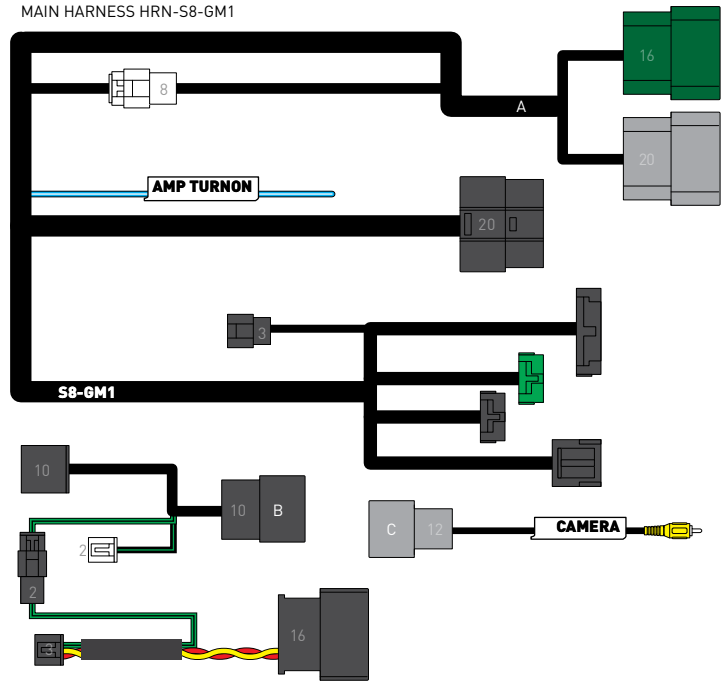 MAIN HARNESS HRN-S8-GM1
16
8
A
20
AMP TURNON
20
3
S8-GM1
10
10
B
C
12
CAMERA
2
2
16
3